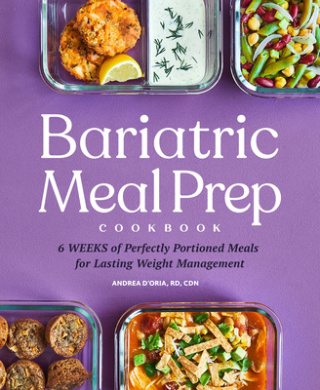 Bariatric
Meal Prep
COOKBOOK
6 WEEKS of Perfectly Portioned Meals
for Lasting Weight Management
ANDREA D'ORIA, RD, CDN